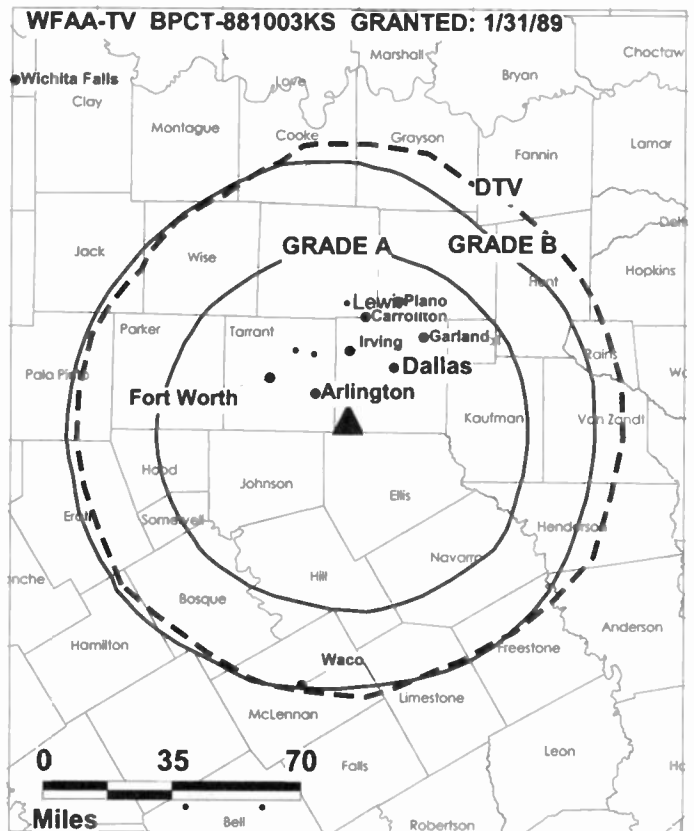 WFAA-TV BPCT-881003KS GRANTED: 1/31/89
Marshall
Choctaw
Wichita Falls
Love
Bryan
Clay
Montague
Cooke
Grayson
Fannin
Lamar
DTV
GRADE A
GRADE B
Jack
Wise
Hunt
Hopkins
Lewis
Plano
Carrollton
Parker
Tarrant
Irving
Garland
Rains
Palo Pinto
Dallas
Fort Worth
Arlington
Kaufman
Van Zandt
Hood
Johnson
Ellis
Erath
Somervell
Henderson
Hill
Navarro
Bosque
Anderson
Hamilton
Freestone
Waco
McLennan
Limestone
0 35 70
Leon
Falls
Miles
Bell
Robertson